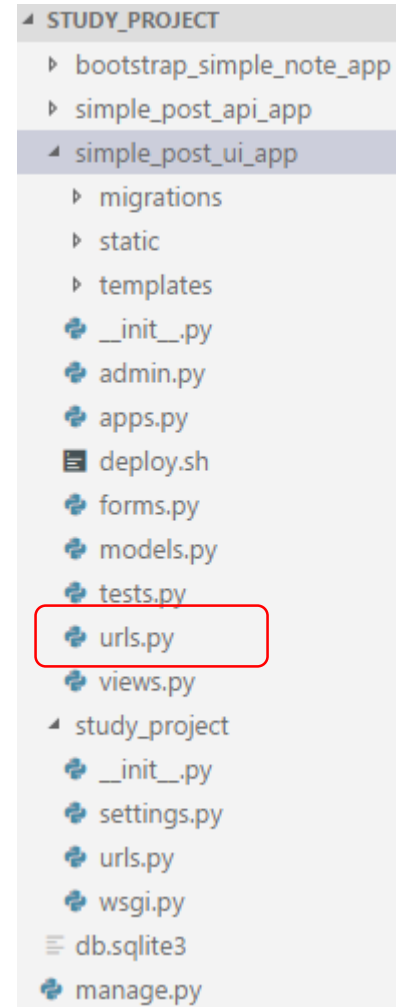 STUDY_PROJECT
bootstrap_simple_note_app
simple_post_api_app
simple_post_ui_app
migrations
static
templates
__init__.py
admin.py
apps.py
deploy.sh
forms.py
models.py
tests.py
urls.py
views.py
study_project
__init__.py
settings.py
urls.py
wsgi.py
db.sqlite3
manage.py